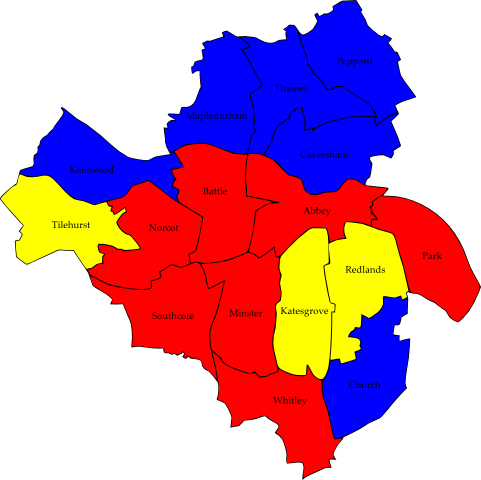 Peppard
Thames
Mapledurham
Caversham
Kentwood
Battle
Abbey
Tilehurst
Norcot
Park
Redlands
Katesgrove
Minster
Southcote
Church
Whitley